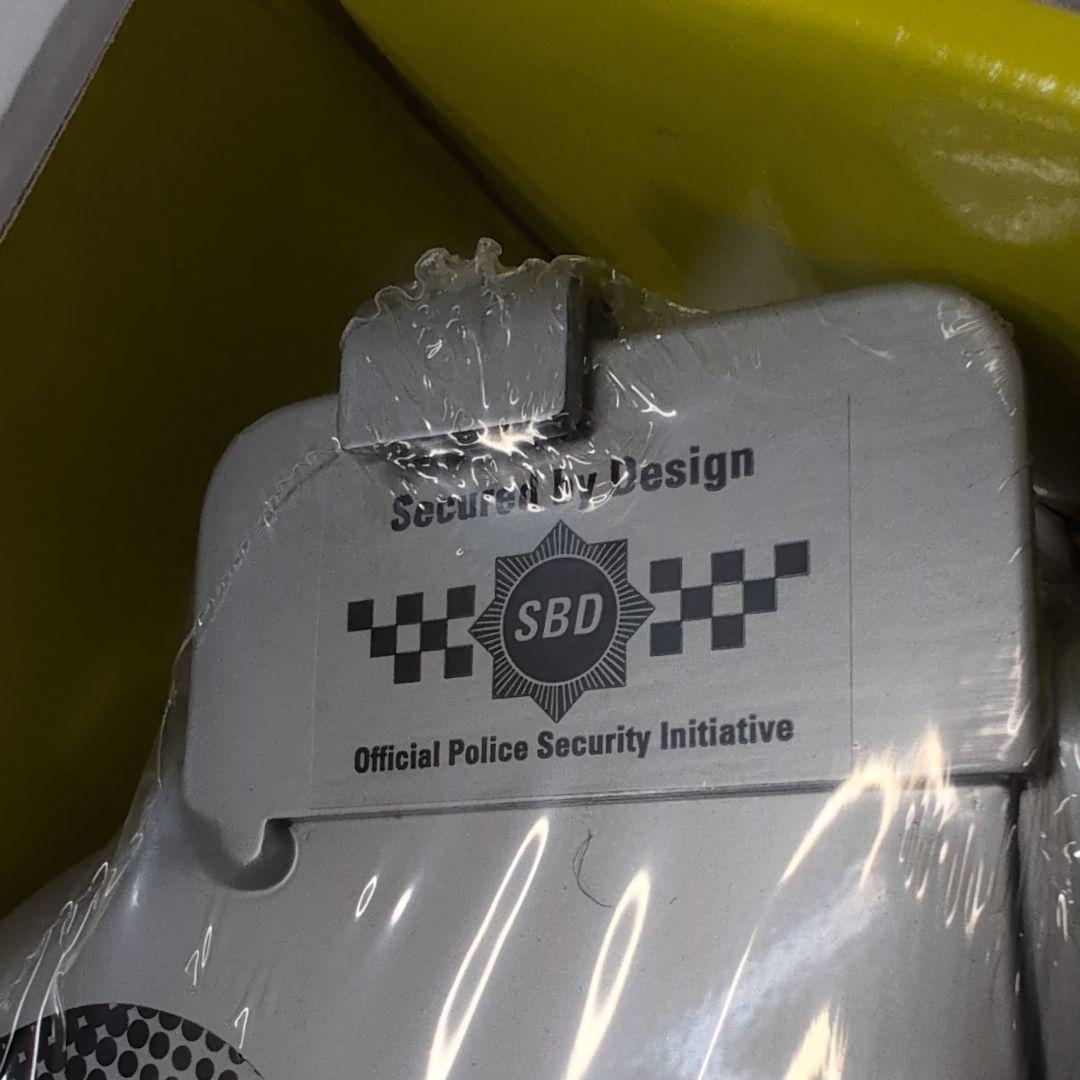 Secured by Design
SBD
Official Police Security Initiative